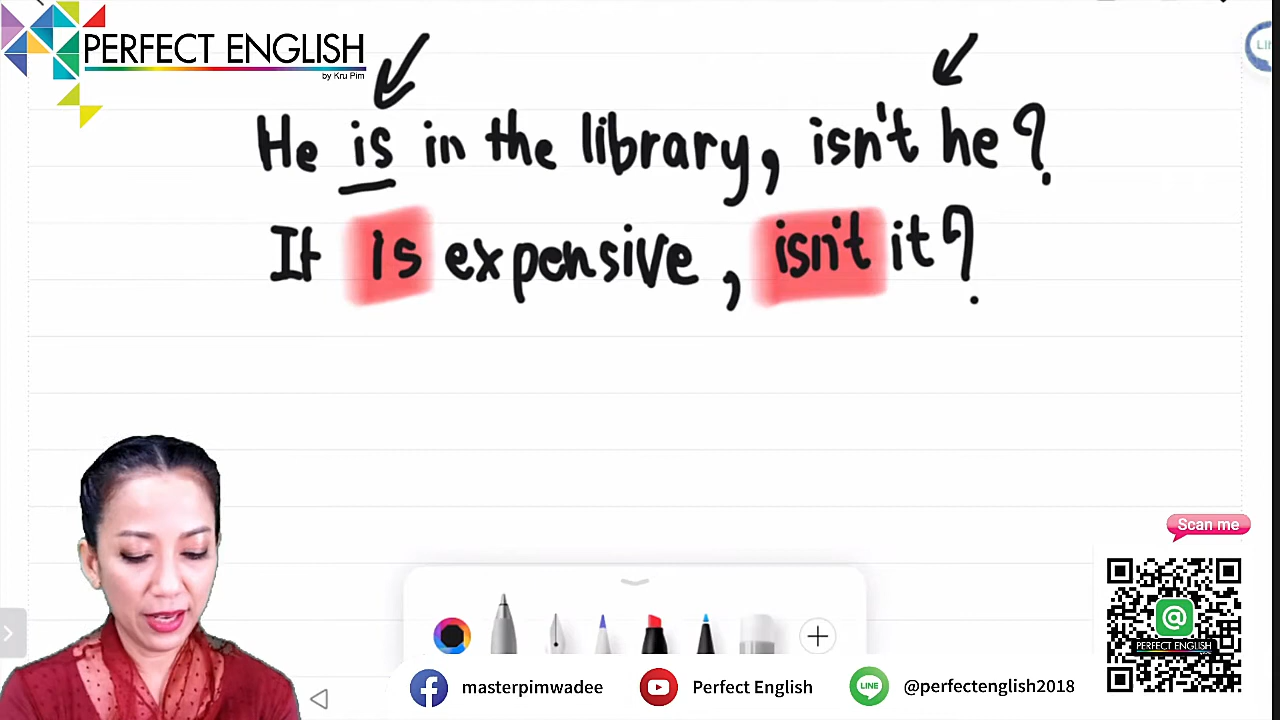 PERFECT ENGLISH
by Kru Pim
He is in the library, isn't he?
It is expensive, isn't it?
Scan me
@
PERFECT ENGLISH
masterpimwadee
Perfect English
LINE
@perfectenglish2018